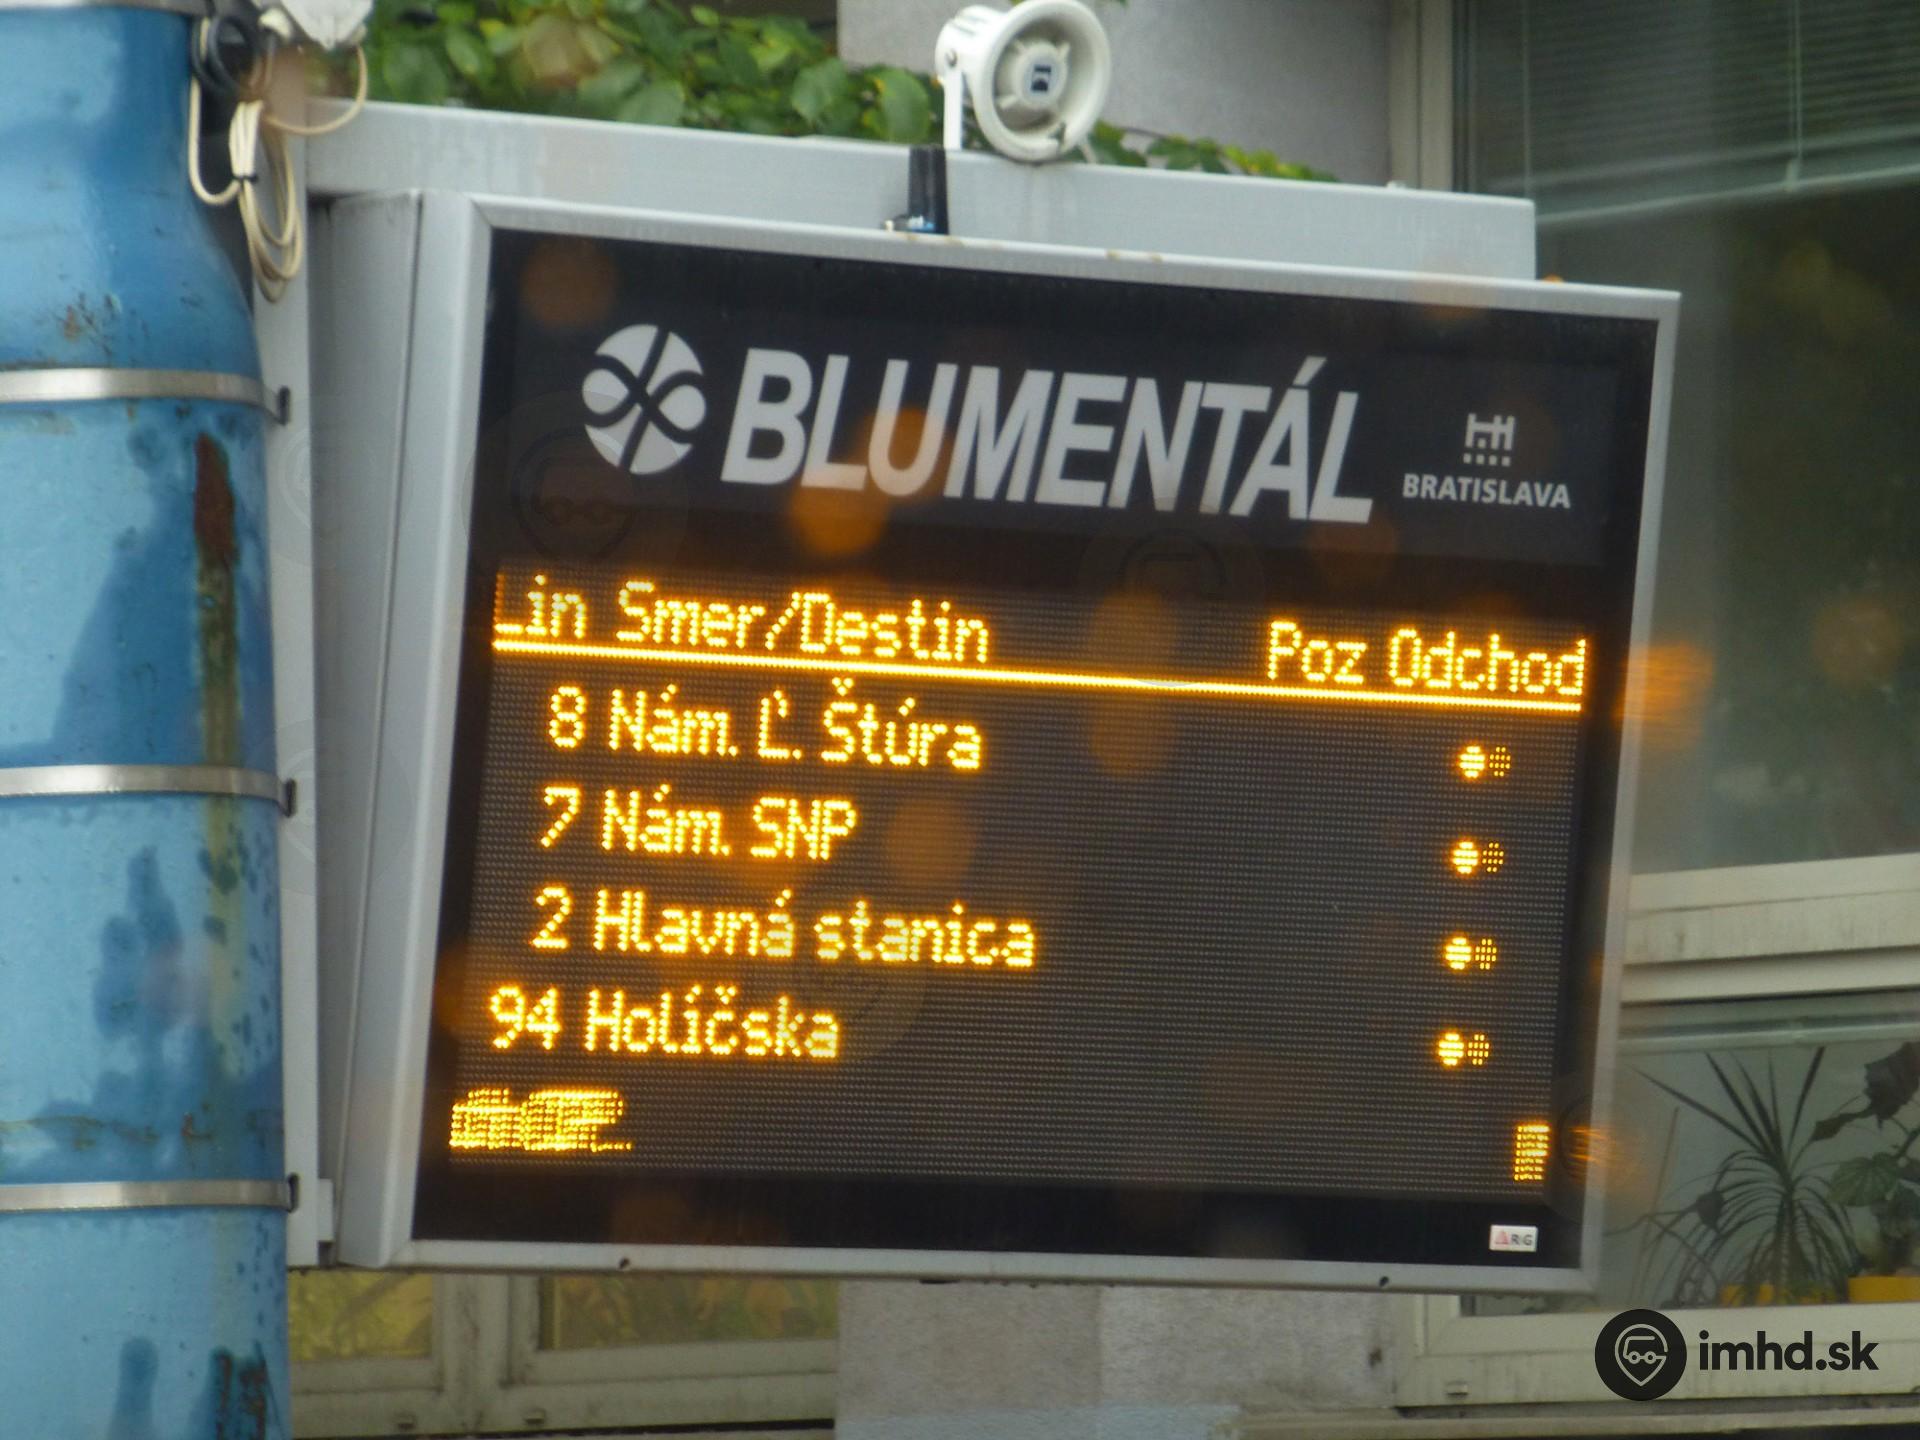 BLUMENTÁL
BRATISLAVA
Lin Smer/Destin Poz Odchod
8 Nám. Ľ. Štúra
7 Nám. SNP
2 Hlavná stanica
94 Holíčska
ARG
imhd.sk